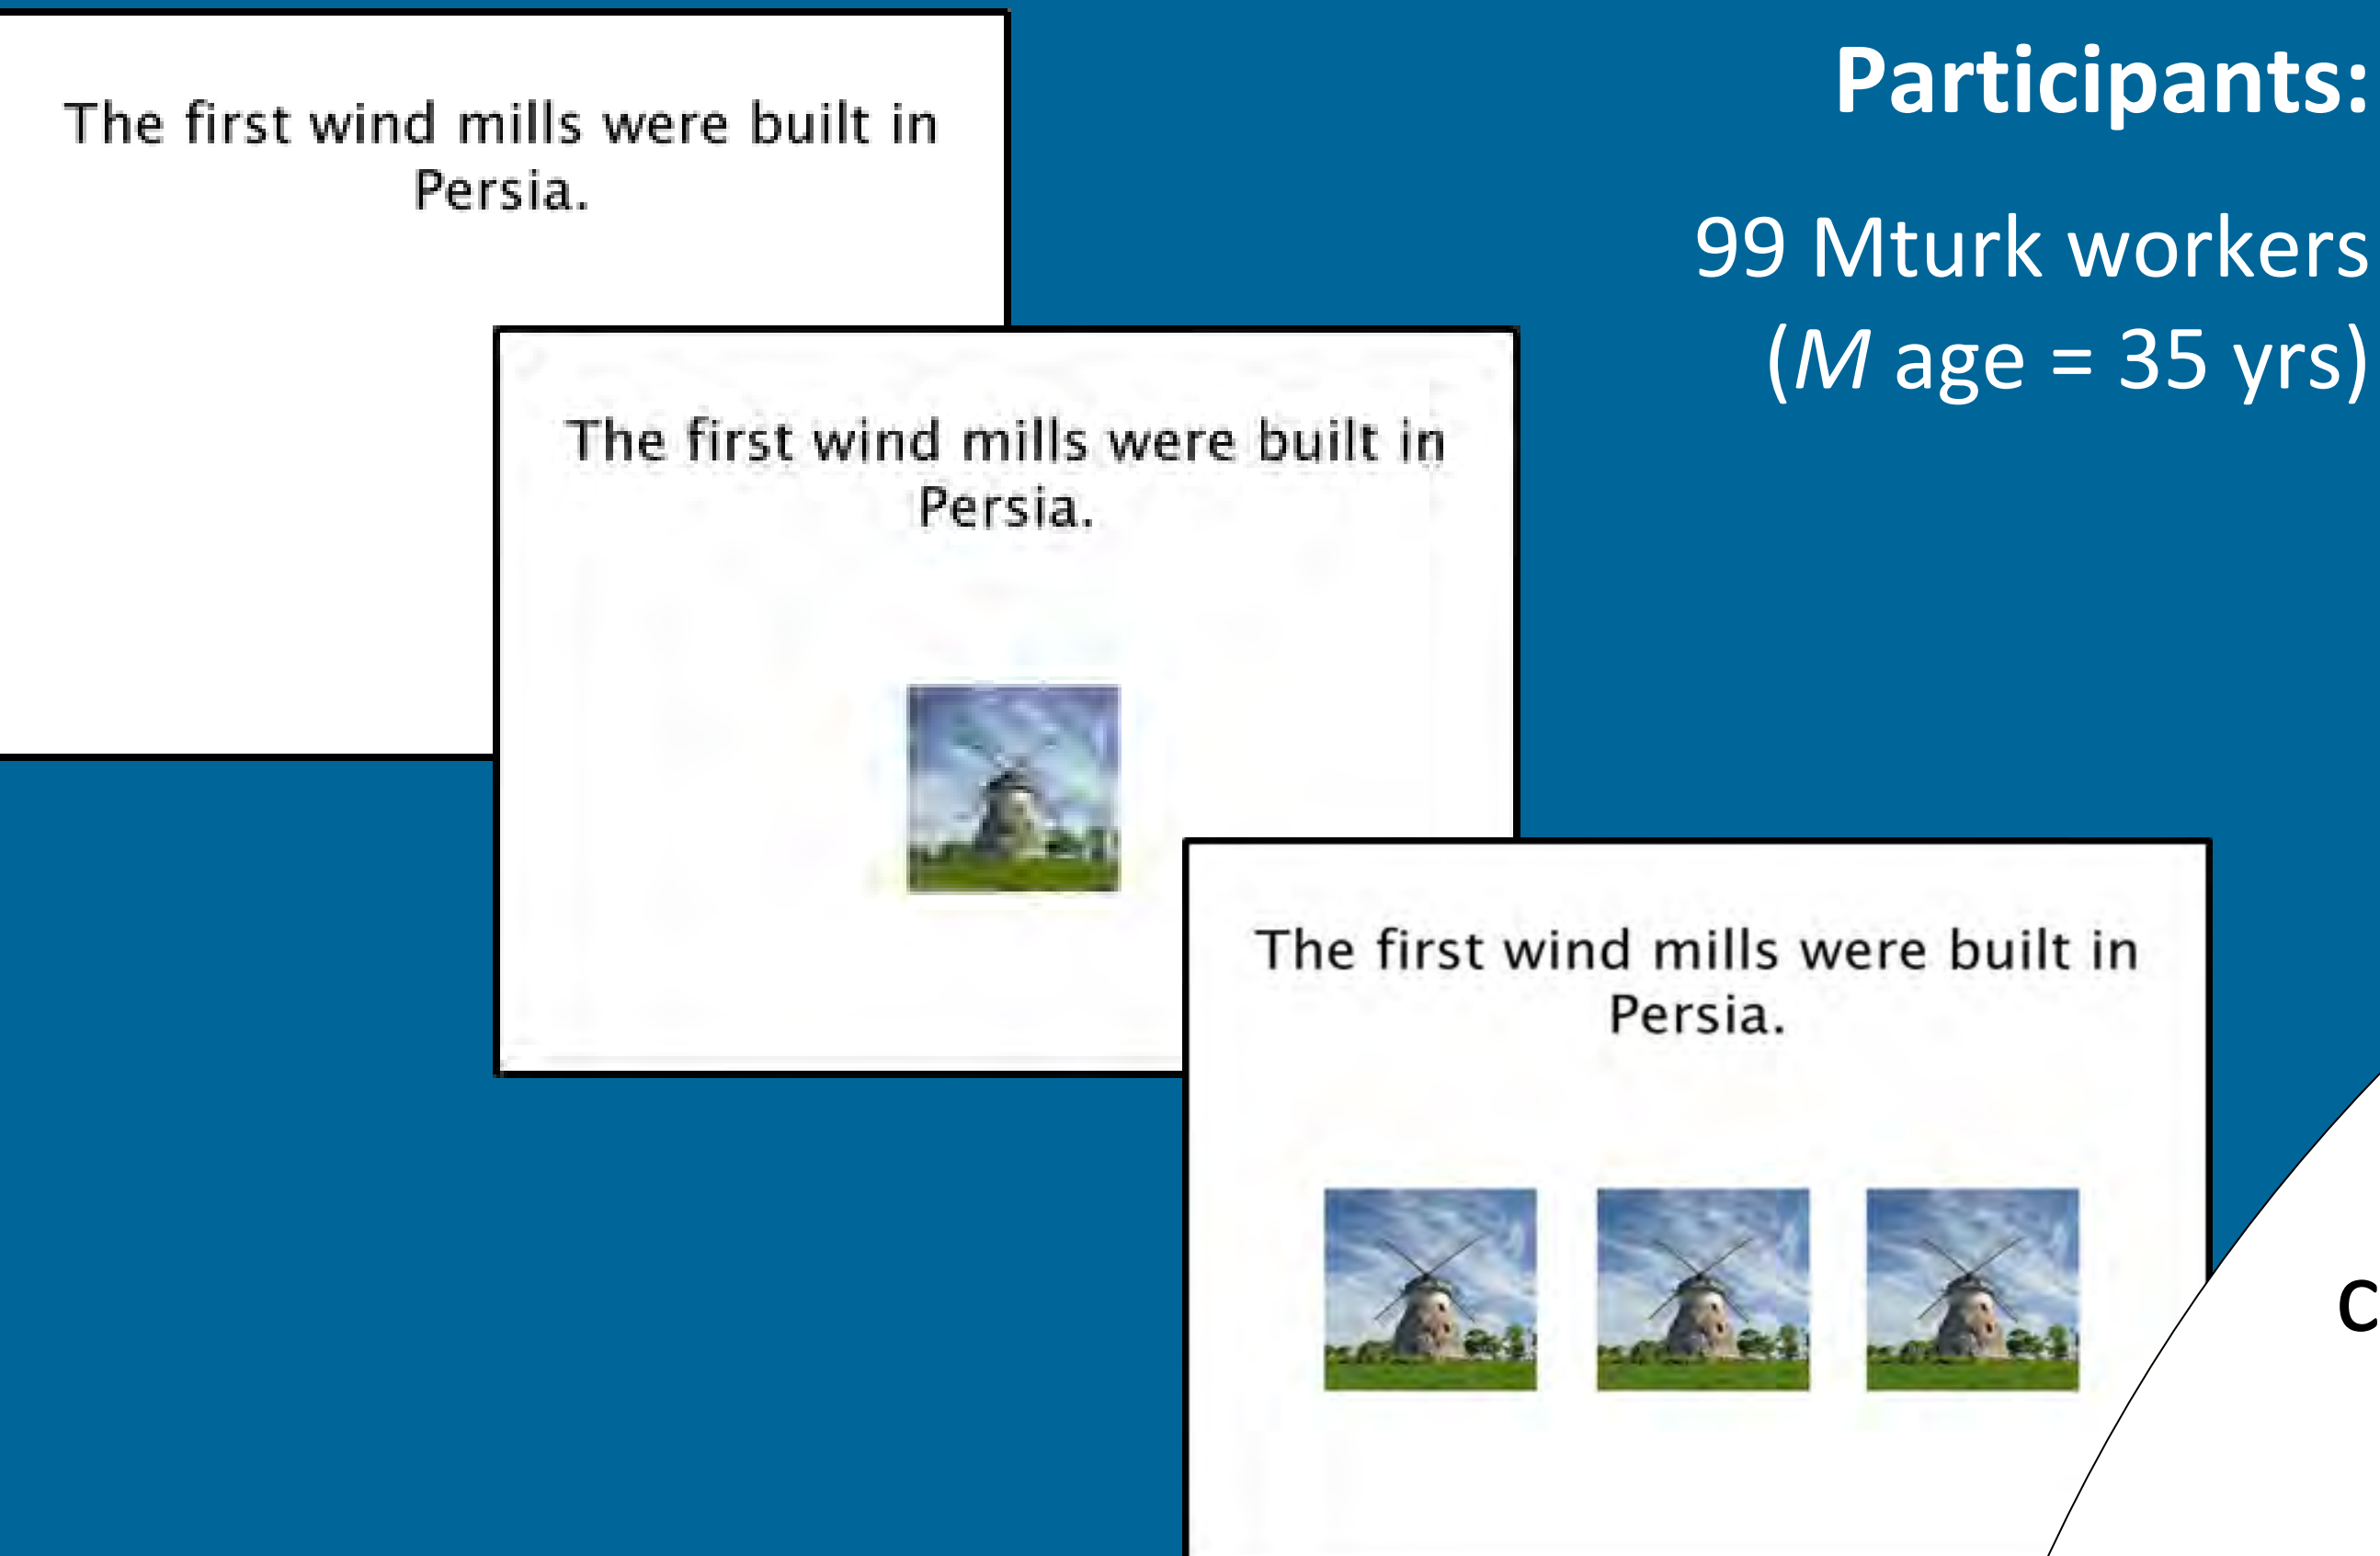 The first wind mills were built in
Persia.
Participants:
99 Mturk workers
(M age = 35 yrs)
The first wind mills were built in
Persia.
The first wind mills were built in
Persia.